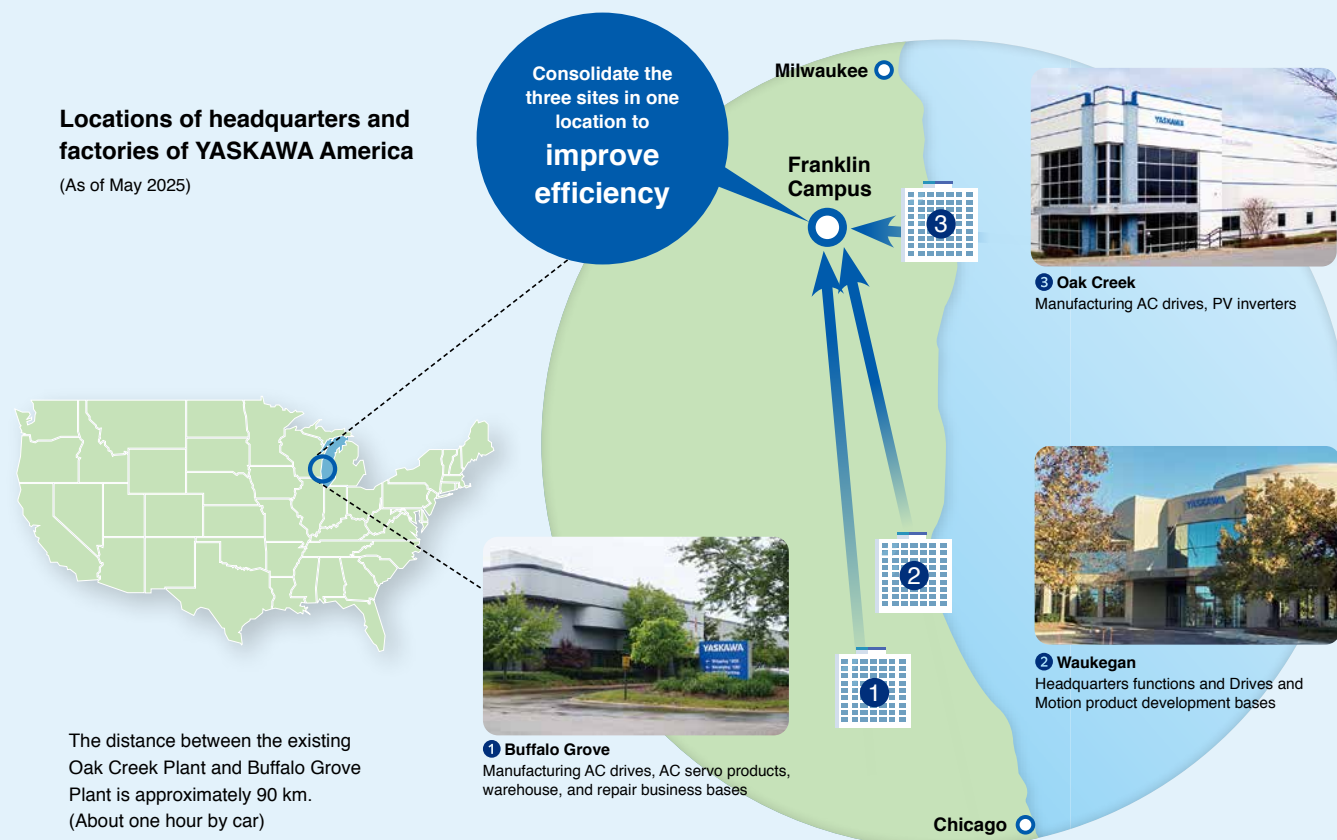 Locations of headquarters and
factories of YASKAWA America
(As of May 2025)
Consolidate the
three sites in one
location to
improve
efficiency
Milwaukee
Franklin
Campus
3
YASKAWA
3 Oak Creek
Manufacturing AC drives, PV inverters
2
1
YASKAWA
2 Waukegan
Headquarters functions and Drives and
Motion product development bases
YASKAWA
1 Buffalo Grove
Manufacturing AC drives, AC servo products,
warehouse, and repair business bases
The distance between the existing
Oak Creek Plant and Buffalo Grove
Plant is approximately 90 km.
(About one hour by car)
Chicago